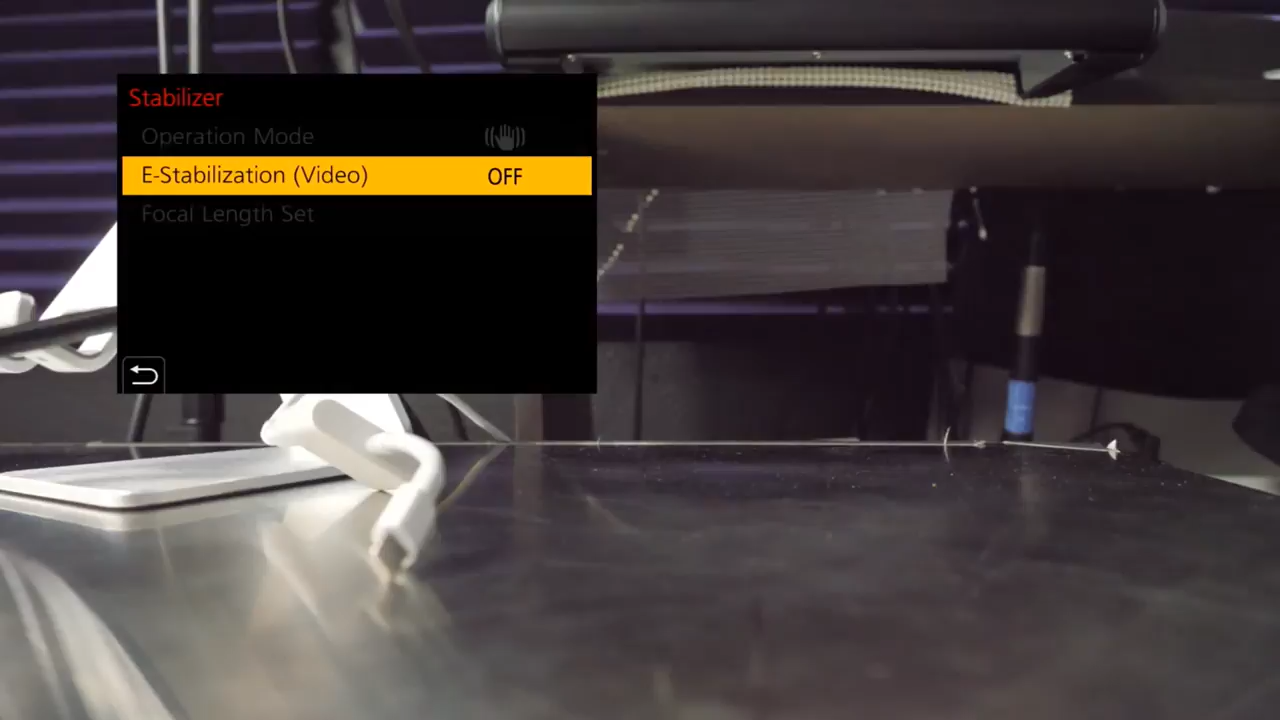 Stabilizer
Operation Mode
E-Stabilization (Video) OFF
Focal Length Set